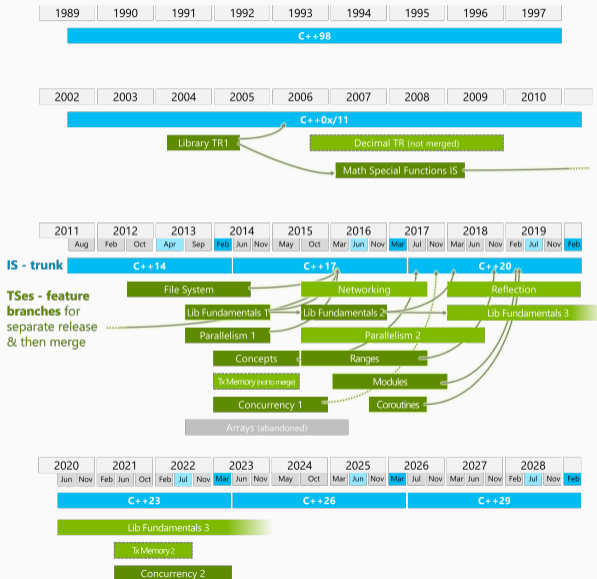 1989 1990 1991 1992 1993 1994 1995 1996 1997
C++98
2002 2003 2004 2005 2006 2007 2008 2009 2010
C++0x/11
Library TR1 Decimal TR (not merged)
Math Special Functions IS
2011 2012 2013 2014 2015 2016 2017 2018 2019
Aug Feb Oct Apr Sep Feb Jun Nov May Oct Mar Jun Nov Mar Jun Nov Mar Jun Nov Feb Jul Nov Feb
IS - trunk C++14 C++17 C++20
TSes - feature
branches for
separate release
& then merge
File System Networking Reflection
Lib Fundamentals 1 Lib Fundamentals 2 Lib Fundamentals 3
Parallelism 1 Parallelism 2
Concepts Ranges
Tx Memory (not to merge) Modules
Concurrency 1 Coroutines
Arrays (abandoned)
2020 2021 2022 2023 2024 2025 2026 2027 2028
Jun Nov Feb Jun Oct Feb Jul Nov Mar Jun Nov May Oct Mar Jun Nov Mar Jun Nov Mar Jun Nov Feb Jul Nov Feb
C++23 C++26 C++29
Lib Fundamentals 3
Tx Memory 2
Concurrency 2